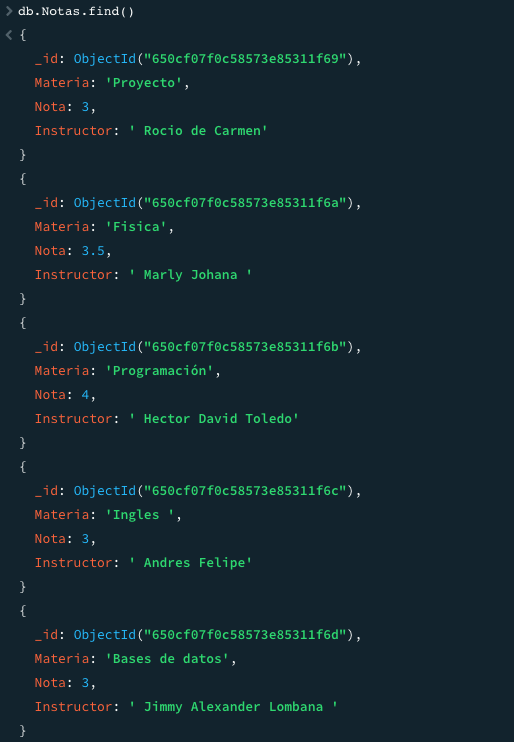 db.Notas.find()
{
_id: ObjectId("650cf07f0c58573e85311f69"),
Materia: 'Proyecto',
Nota: 3,
Instructor: ' Rocio de Carmen'
}
{
_id: ObjectId("650cf07f0c58573e85311f6a"),
Materia: 'Fisica',
Nota: 3.5,
Instructor: ' Marly Johana '
}
{
_id: ObjectId("650cf07f0c58573e85311f6b"),
Materia: 'Programación',
Nota: 4,
Instructor: ' Hector David Toledo'
}
{
_id: ObjectId("650cf07f0c58573e85311f6c"),
Materia: 'Ingles ',
Nota: 3,
Instructor: ' Andres Felipe'
}
{
_id: ObjectId("650cf07f0c58573e85311f6d"),
Materia: 'Bases de datos',
Nota: 3,
Instructor: ' Jimmy Alexander Lombana '
}